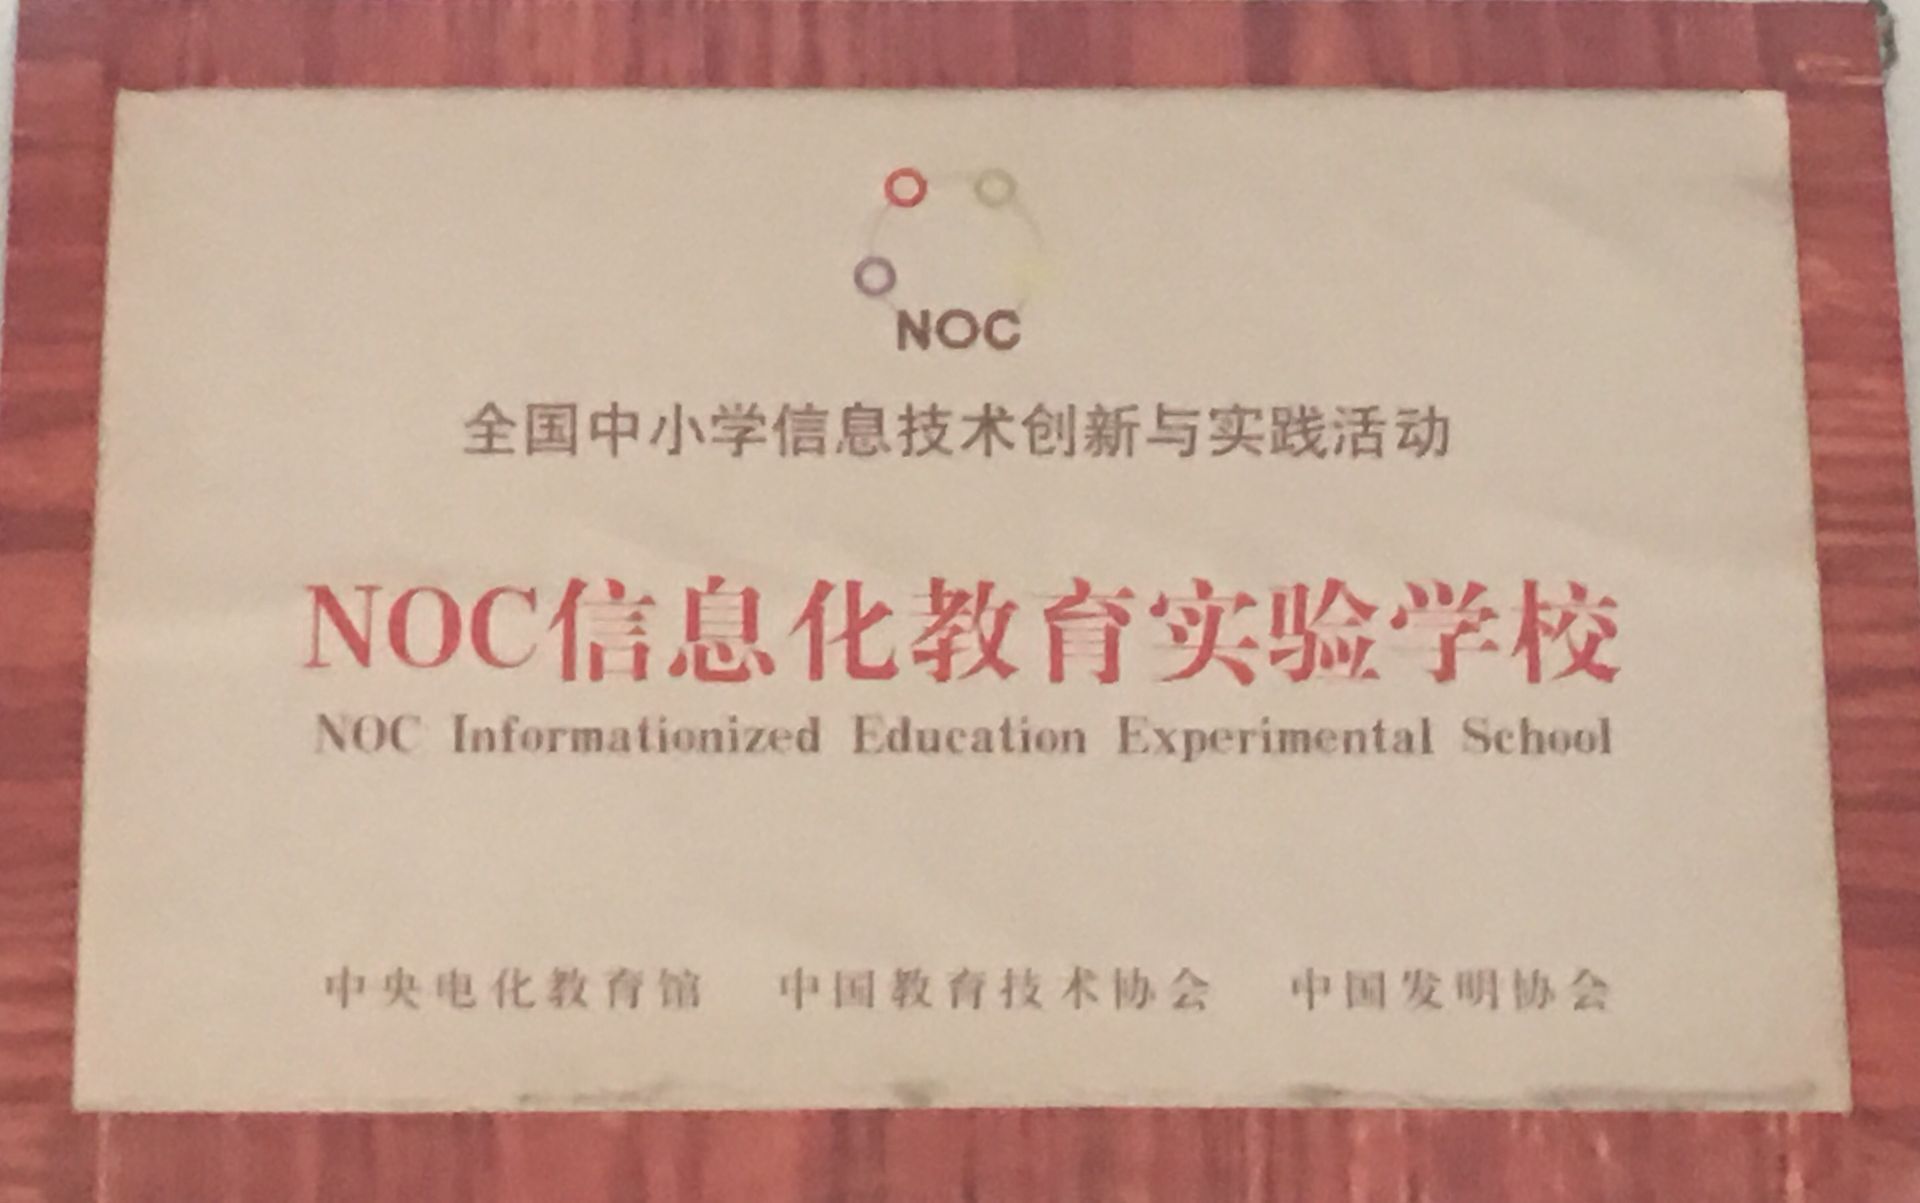 NOC
全国中小学信息技术创新与实践活动
NOC信息化教育实验学校
NOC Informationized Education Experimental School
中央电化教育馆 中国教育技术协会 中国发明协会